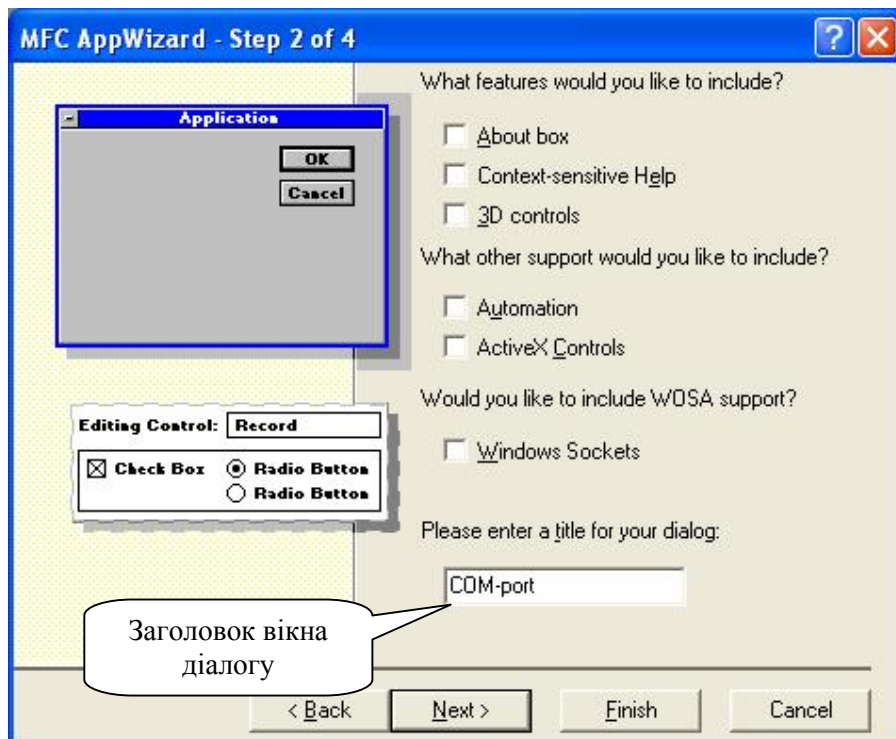 MFC AppWizard - Step 2 of 4
What features would you like to include?
Application
OK
Cancel
About box
Context-sensitive Help
3D controls
What other support would you like to include?
Automation
ActiveX Controls
Would you like to include WOSA support?
Editing Control: Record
Check Box Radio Button
Radio Button
Windows Sockets
Please enter a title for your dialog:
COM-port
Заголовок вікна
діалогу
< Back Next > Finish Cancel